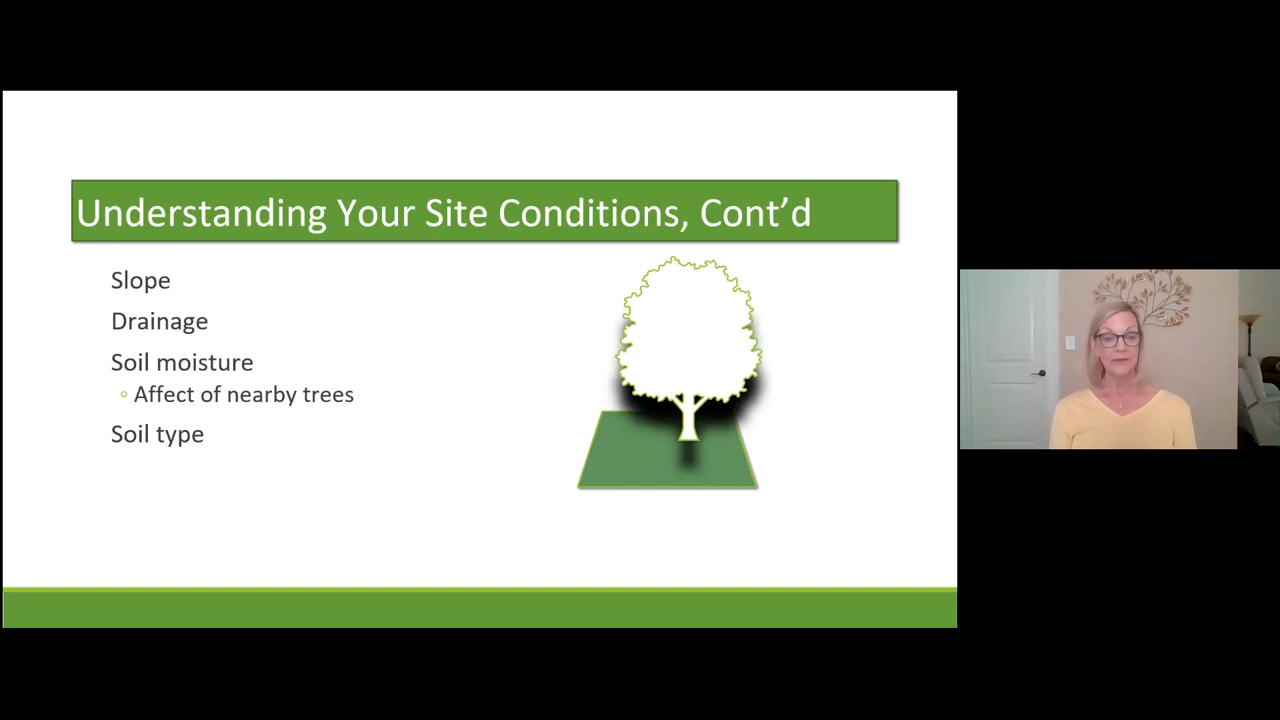 Understanding Your Site Conditions, Cont’d
Slope
Drainage
Soil moisture
Affect of nearby trees
Soil type